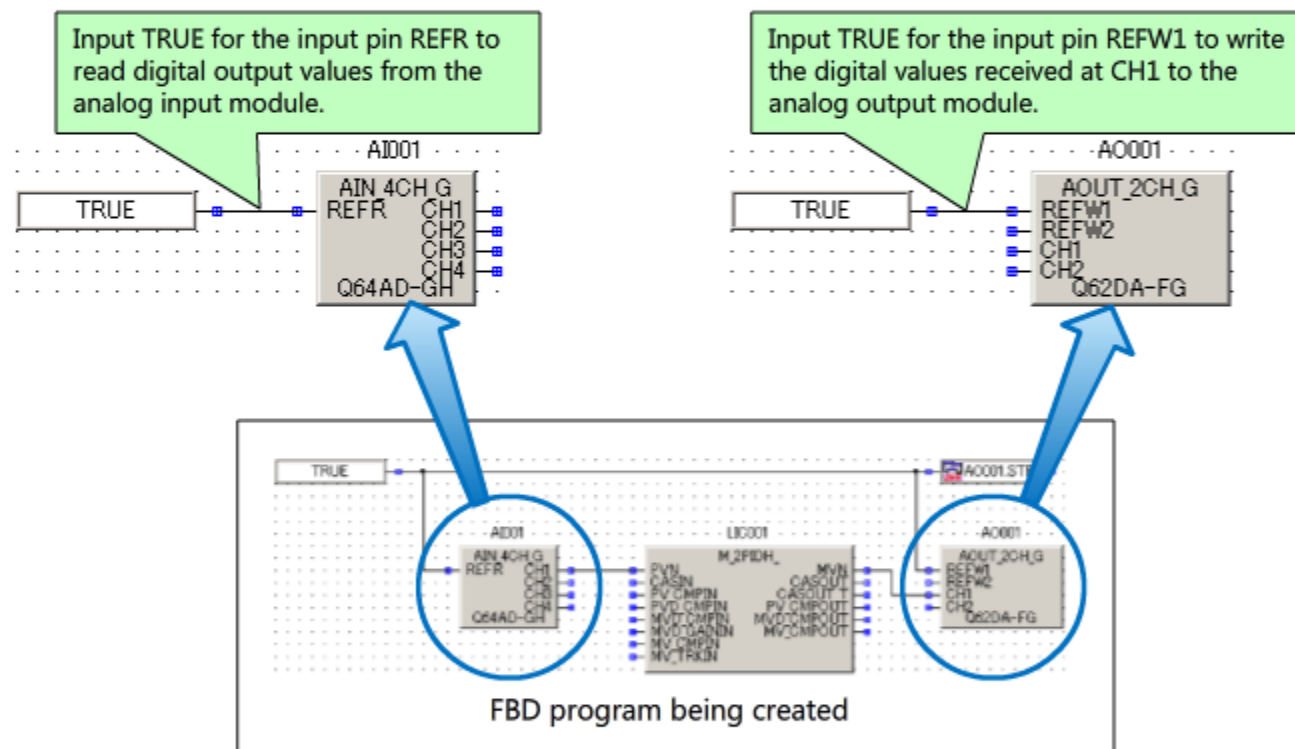 Input TRUE for the input pin REFR to
read digital output values from the
analog input module.
Input TRUE for the input pin REFW1 to write
the digital values received at CH1 to the
analog output module.
AI001
TRUE
AIN_4CH_G
REFR CH1
CH2
CH3
CH4
Q64AD-GH
AO001
TRUE
AOUT_2CH_G
REFW1
REFW2
CH1
CH2
Q62DA-FG
TRUE
AO001.STR
AI001
AIN_4CH_G
REFR CH1
CH2
CH3
CH4
Q64AD-GH
LIC001
M_2PIDH_
PVN MVN
CASIN CASOUT
PV_CMPIN CASOUT_T
PVD_CMPIN PV_CMPOUT
MVD_CMPIN MVD_CMPOUT
MVD_GAININ MV_CMPOUT
MV_CMPIN
MV_TRKIN
AO001
AOUT_2CH_G
REFW1
REFW2
CH1
CH2
Q62DA-FG
FBD program being created